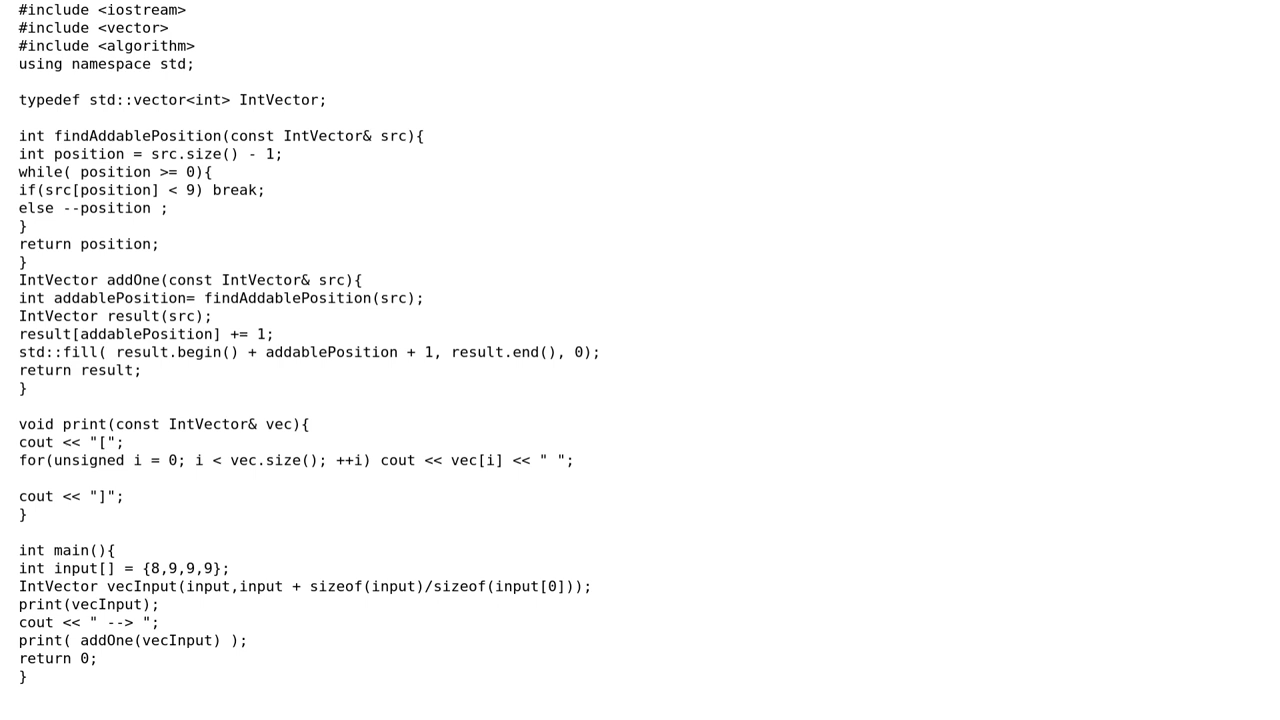 #include <iostream>
#include <vector>
#include <algorithm>
using namespace std;

typedef std::vector<int> IntVector;

int findAddablePosition(const IntVector& src){
int position = src.size() - 1;
while( position >= 0){
if(src[position] < 9) break;
else --position ;
}
return position;
}
IntVector addOne(const IntVector& src){
int addablePosition= findAddablePosition(src);
IntVector result(src);
result[addablePosition] += 1;
std::fill( result.begin() + addablePosition + 1, result.end(), 0);
return result;
}

void print(const IntVector& vec){
cout << "[";
for(unsigned i = 0; i < vec.size(); ++i) cout << vec[i] << " ";

cout << "]";
}

int main(){
int input[] = {8,9,9,9};
IntVector vecInput(input,input + sizeof(input)/sizeof(input[0]));
print(vecInput);
cout << " --> ";
print( addOne(vecInput) );
return 0;
}